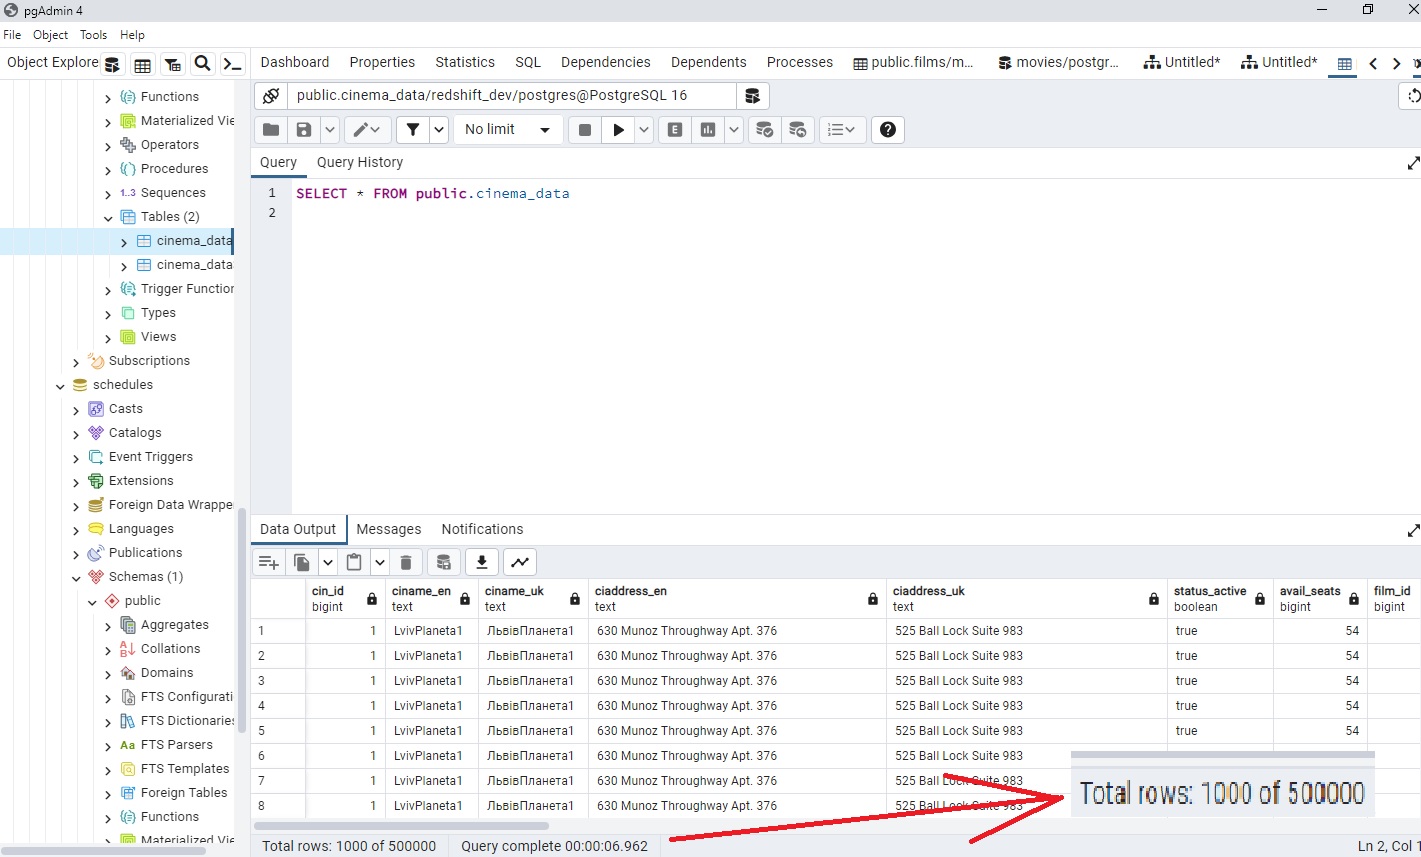 pgAdmin 4
File Object Tools Help
Object Explore
Dashboard Properties Statistics SQL Dependencies Dependents Processes public.films/m... movies/postgr... Untitled* Untitled*
public.cinema_data/redshift_dev/postgres@PostgreSQL 16
No limit
E
Query Query History
1 SELECT * FROM public.cinema_data
2
Functions
Materialized Vie
Operators
Procedures
1..3 Sequences
Tables (2)
cinema_data
cinema_data
Trigger Function
Types
Views
Subscriptions
schedules
Casts
Catalogs
Event Triggers
Extensions
Foreign Data Wrappe
Languages
Publications
Schemas (1)
public
Aggregates
Collations
Domains
FTS Configurati
FTS Dictionaries
Aa FTS Parsers
FTS Templates
Foreign Tables
Functions
Materialized Vie
Data Output Messages Notifications
cin_id bigint
ciname_en text
ciname_uk text
ciaddress_en text
ciaddress_uk text
status_active boolean
avail_seats bigint
film_id bigint
1 1 LvivPlaneta1 ЛьвівПланета1 630 Munoz Throughway Apt. 376 525 Ball Lock Suite 983 true 54
2 1 LvivPlaneta1 ЛьвівПланета1 630 Munoz Throughway Apt. 376 525 Ball Lock Suite 983 true 54
3 1 LvivPlaneta1 ЛьвівПланета1 630 Munoz Throughway Apt. 376 525 Ball Lock Suite 983 true 54
4 1 LvivPlaneta1 ЛьвівПланета1 630 Munoz Throughway Apt. 376 525 Ball Lock Suite 983 true 54
5 1 LvivPlaneta1 ЛьвівПланета1 630 Munoz Throughway Apt. 376 525 Ball Lock Suite 983 true 54
6 1 LvivPlaneta1 ЛьвівПланета1 630 Munoz Throughway Apt. 376 525 Ball Lock Suite 983
7 1 LvivPlaneta1 ЛьвівПланета1 630 Munoz Throughway Apt. 376 525 Ball Lock Suite 983
8 1 LvivPlaneta1 ЛьвівПланета1 630 Munoz Throughway Apt. 376 525 Ball Lock Suite 983
Total rows: 1000 of 500000
Total rows: 1000 of 500000 Query complete 00:00:06.962 Ln 2, Col 1